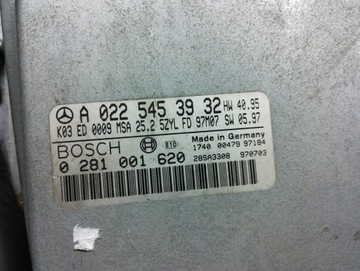 A 022 545 39 32 HW 40.95
K03 ED 0009 MSA 25.2 5ZYL FD 97M07 SW 05.97
BOSCH
Made in Germany
0 281 001 620
1740 00479 97184
28SA3308 970703